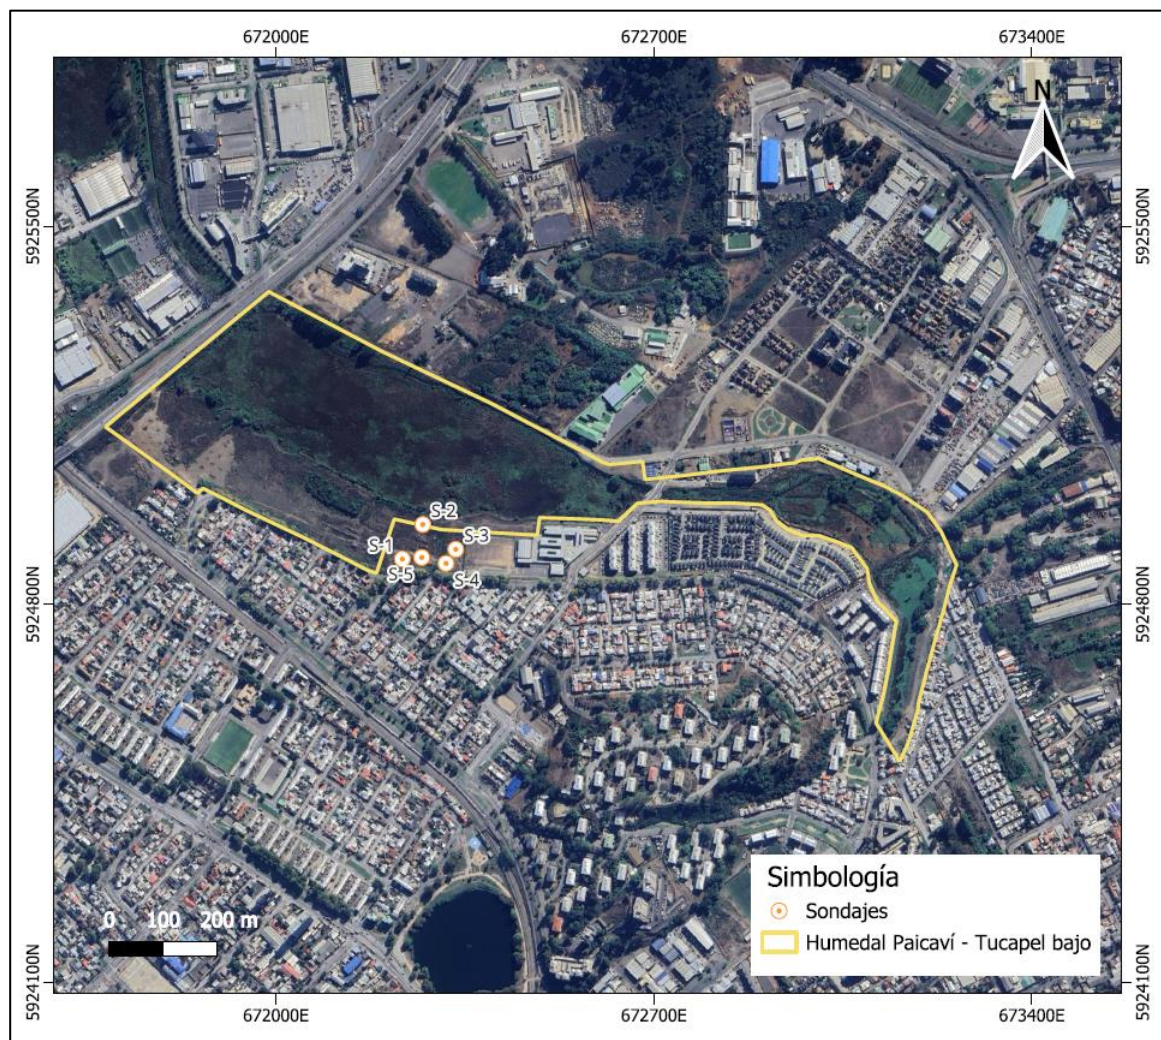 672000E
672700E
673400E
N
5925500N
5925500N
S-2
S-1
S-3
S-5
S-4
5924800N
5924800N
Simbología
Sondajes
Humedal Paicaví - Tucapel bajo
0 100 200 m
5924100N
5924100N
672000E
672700E
673400E